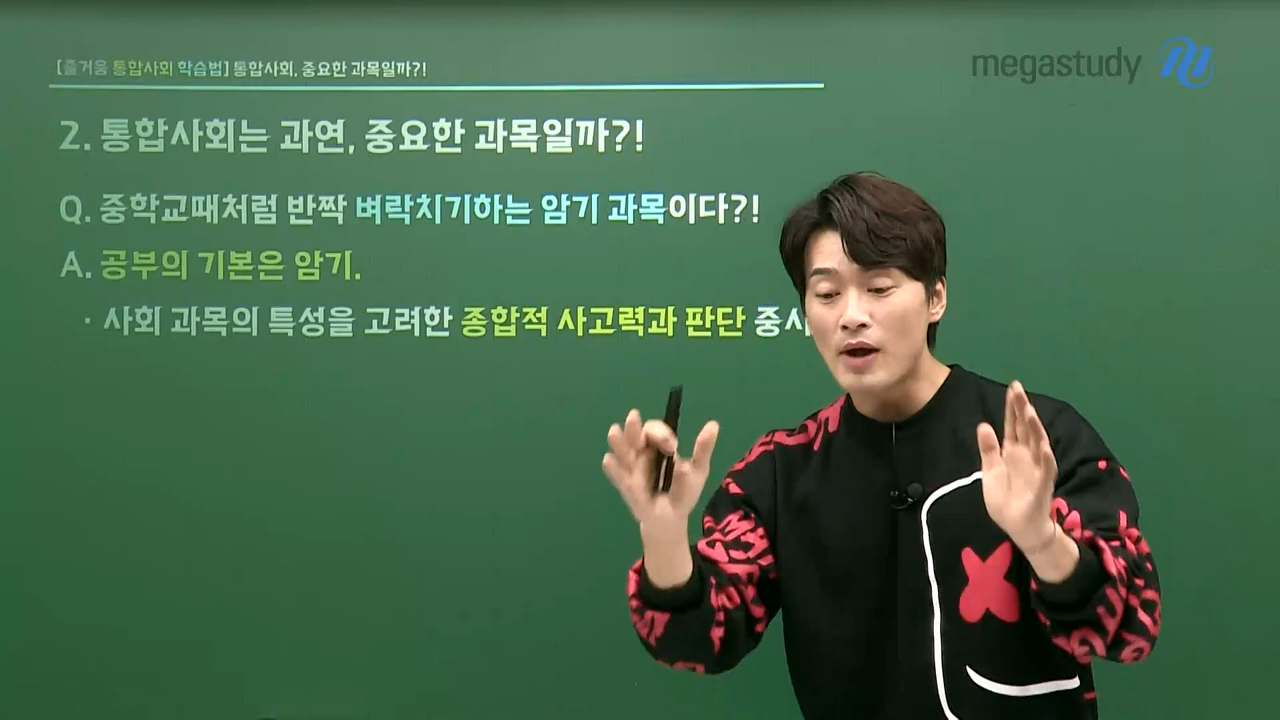 [즐거움 통합사회 학습법] 통합사회, 중요한 과목일까?!
megastudy
2. 통합사회는 과연, 중요한 과목일까?!
Q. 중학교때처럼 반짝 벼락치기하는 암기 과목이다?!
A. 공부의 기본은 암기.
· 사회 과목의 특성을 고려한 종합적 사고력과 판단